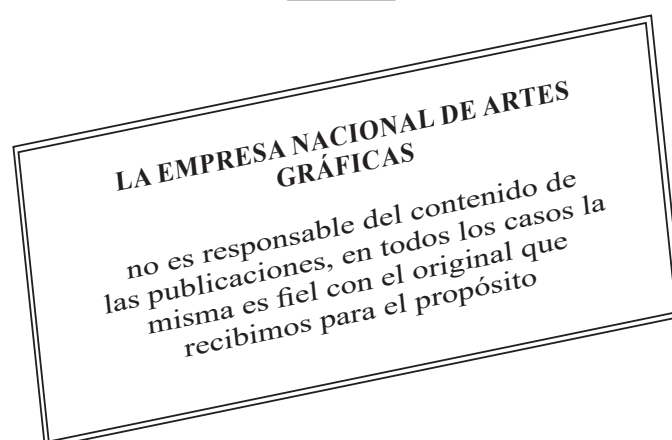 LA EMPRESA NACIONAL DE ARTES
GRÁFICAS
no es responsable del contenido de
las publicaciones, en todos los casos la
misma es fiel con el original que
recibimos para el propósito